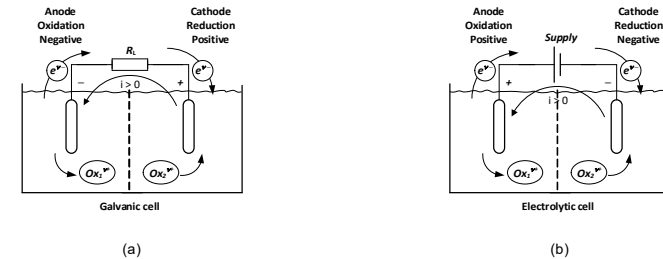 Anode
Oxidation
Negative
Cathode
Reduction
Positive
R_L
e^ν−
e^ν−
−
+
i > 0
Ox₁^ν⁺
Ox₂^ν⁺
Galvanic cell
(a)
Anode
Oxidation
Positive
Cathode
Reduction
Negative
Supply
e^ν−
e^ν−
+
−
i > 0
Ox₁^ν⁺
Ox₂^ν⁺
Electrolytic cell
(b)